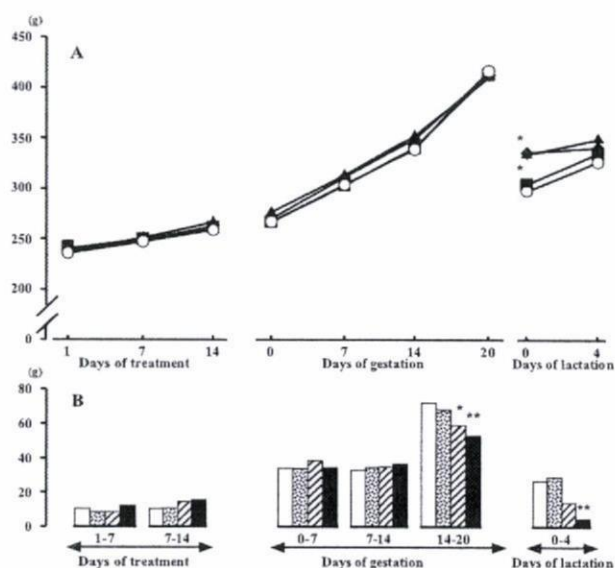 (g)
A
450
400
350
300
250
200
0
*
*
1 7 14 0 7 14 20 0 4
Days of treatment Days of gestation Days of lactation
(g)
B
80
60
40
20
0
* **
**
1-7 7-14 0-7 7-14 14-20 0-4
Days of treatment Days of gestation Days of lactation